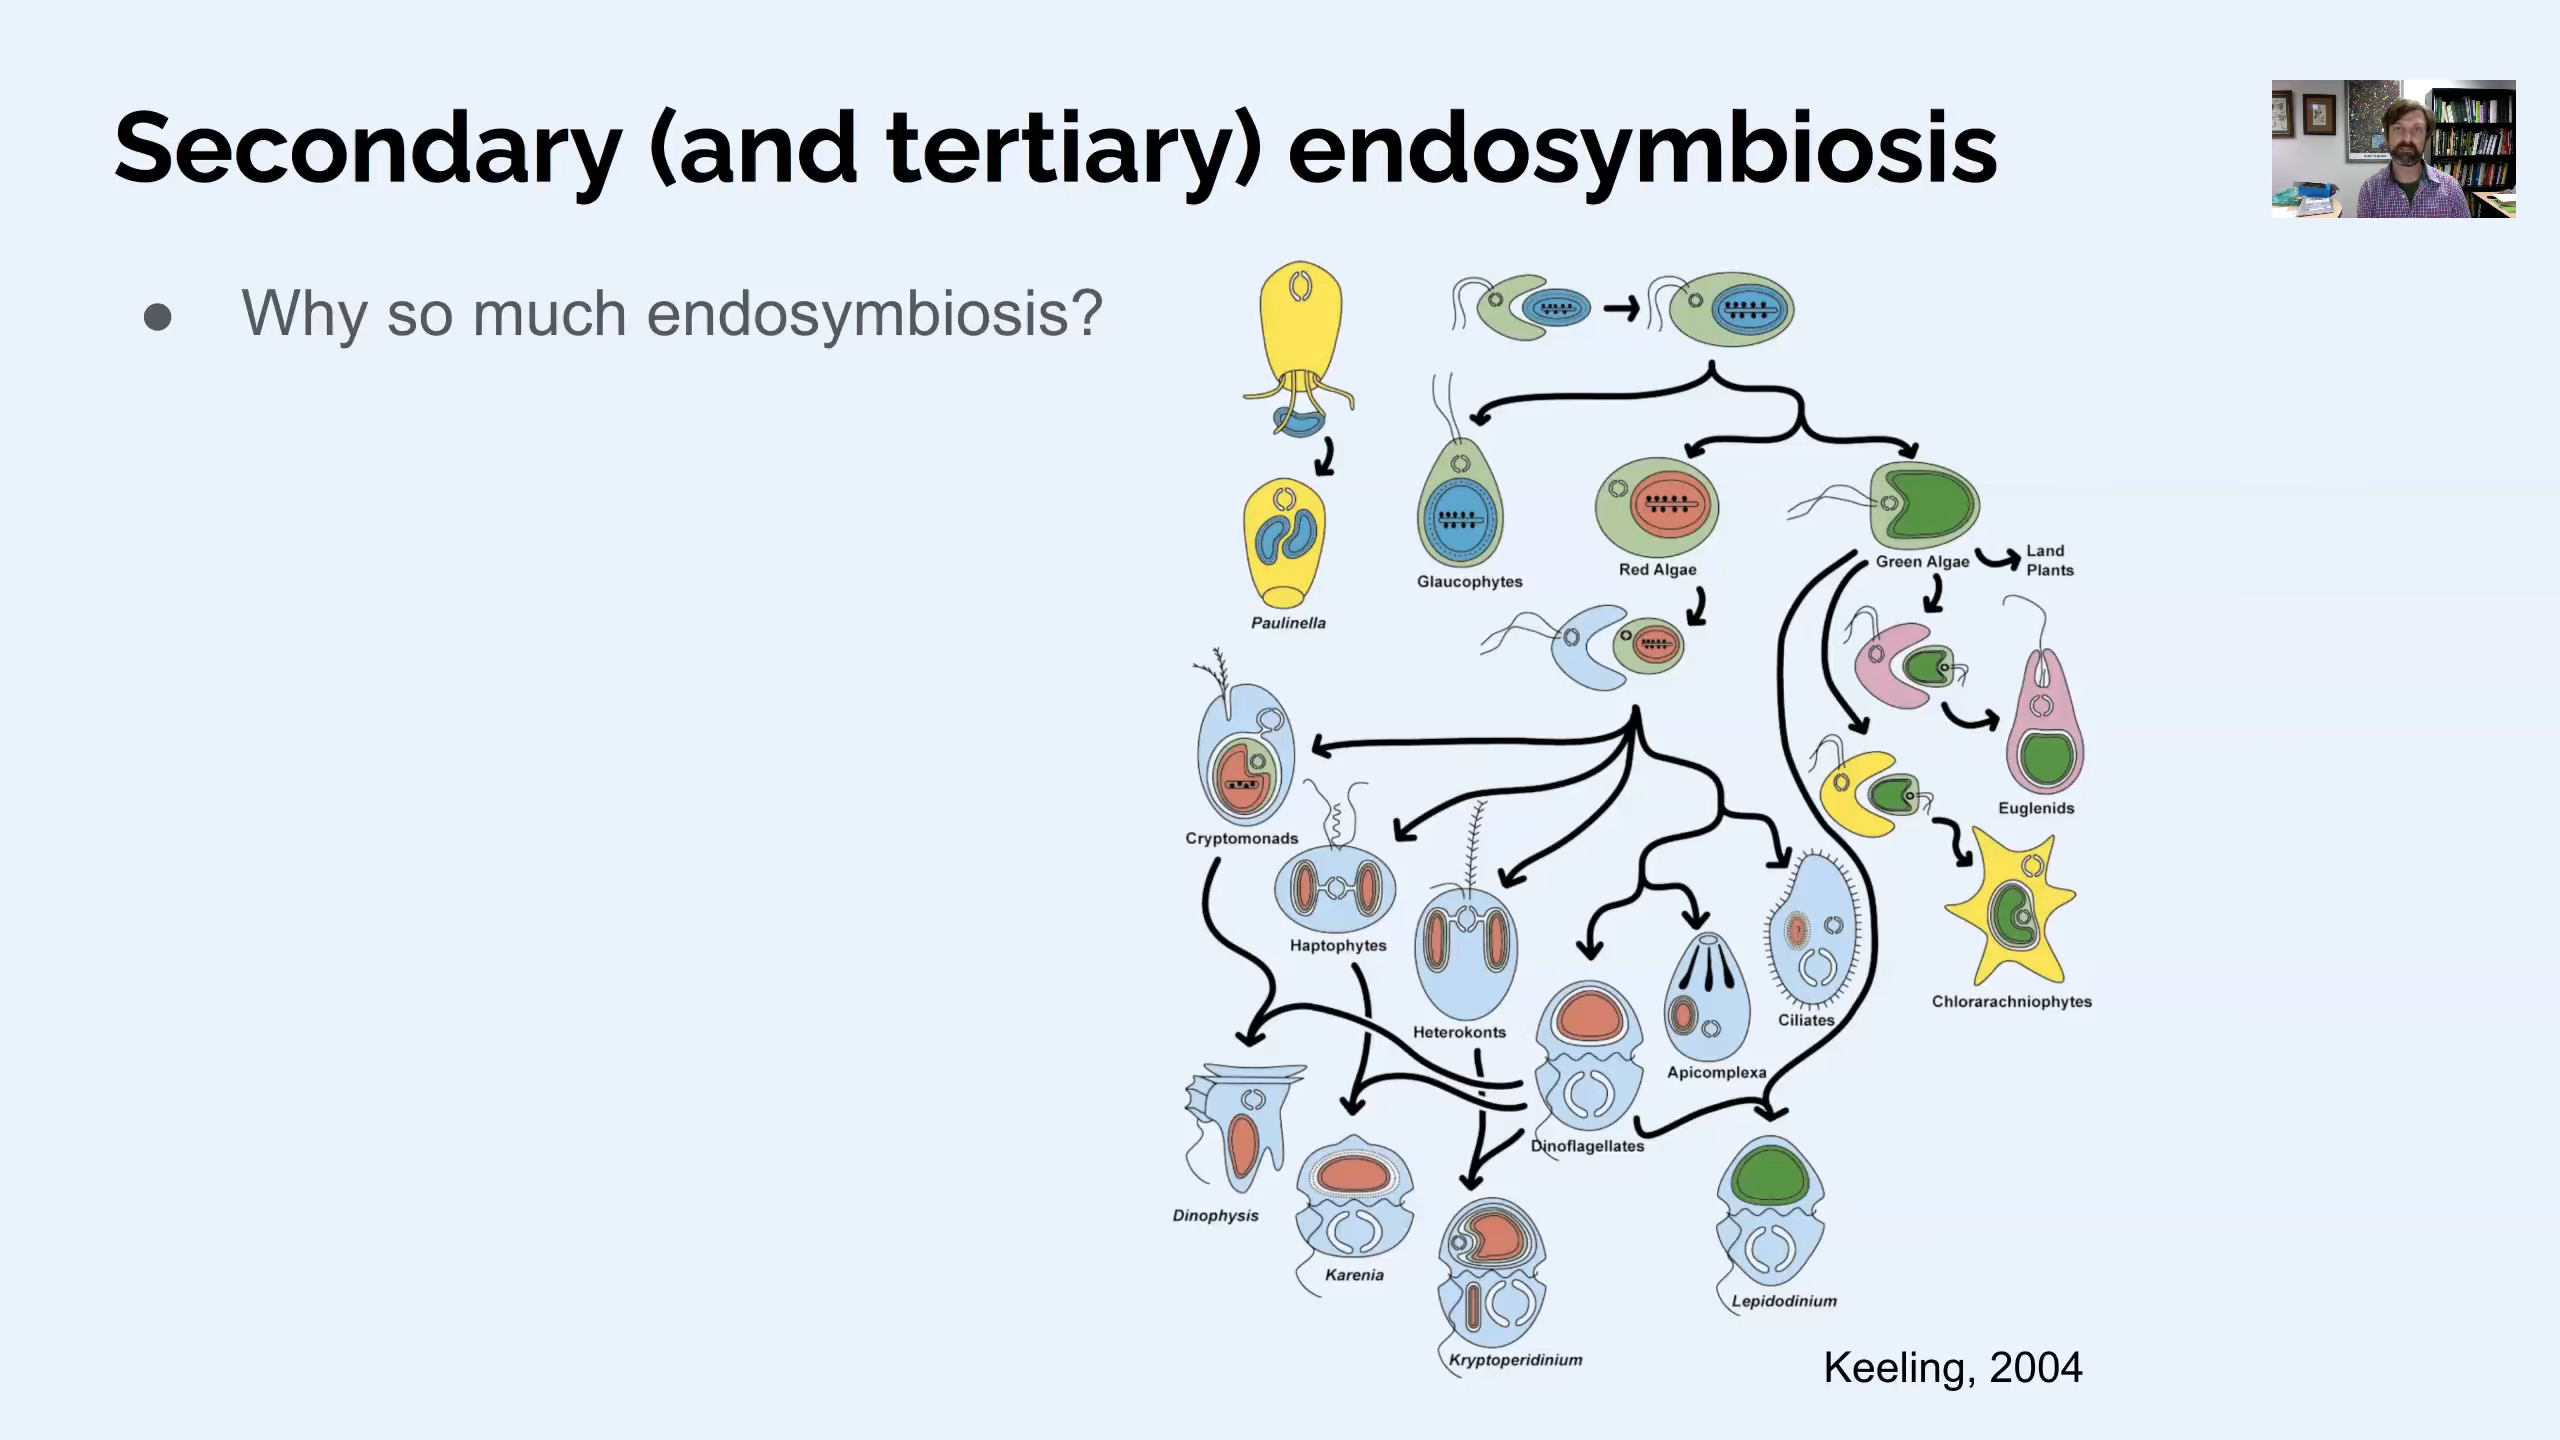 Secondary (and tertiary) endosymbiosis
● Why so much endosymbiosis?
Glaucophytes
Red Algae
Green Algae
Land
Plants
Paulinella
Cryptomonads
Euglenids
Haptophytes
Heterokonts
Ciliates
Chlorarachniophytes
Apicomplexa
Dinoflagellates
Dinophysis
Karenia
Lepidodinium
Kryptoperidinium
?
Keeling, 2004